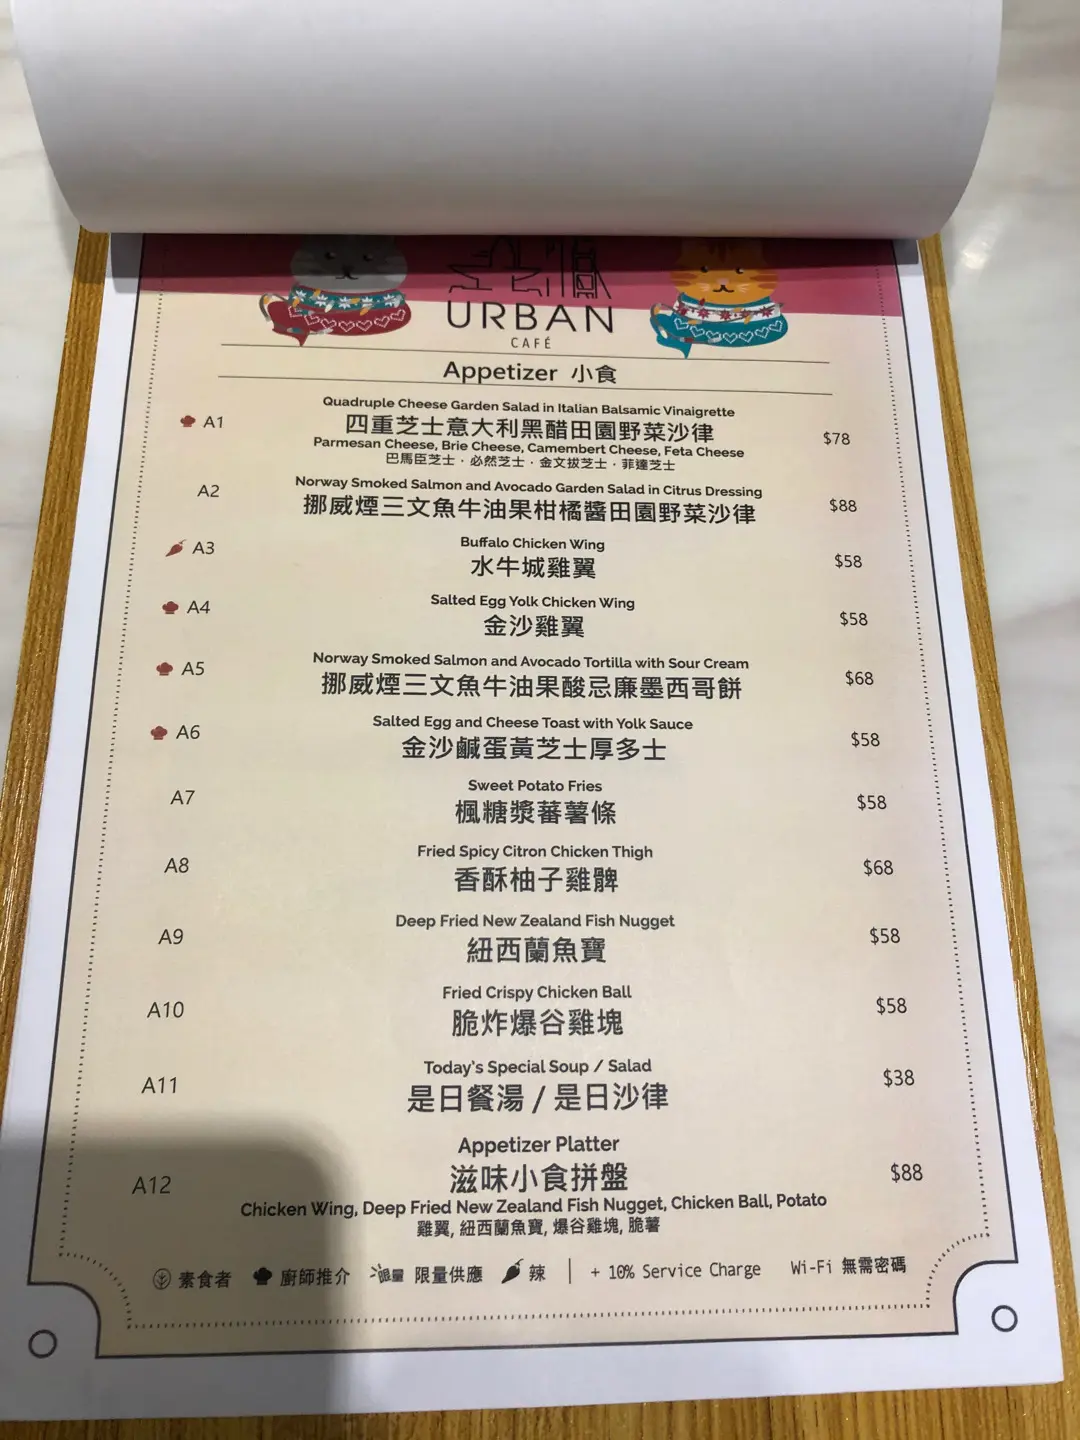 URBAN
CAFÉ
Appetizer 小食
A1
Quadruple Cheese Garden Salad in Italian Balsamic Vinaigrette
四重芝士意大利黑醋田園野菜沙律
Parmesan Cheese, Brie Cheese, Camembert Cheese, Feta Cheese
巴馬臣芝士 · 必然芝士 · 金文拔芝士 · 菲達芝士
$78
A2
Norway Smoked Salmon and Avocado Garden Salad in Citrus Dressing
挪威煙三文魚牛油果柑橘醬田園野菜沙律
$88
A3
Buffalo Chicken Wing
水牛城雞翼
$58
A4
Salted Egg Yolk Chicken Wing
金沙雞翼
$58
A5
Norway Smoked Salmon and Avocado Tortilla with Sour Cream
挪威煙三文魚牛油果酸忌廉墨西哥餅
$68
A6
Salted Egg and Cheese Toast with Yolk Sauce
金沙鹹蛋黃芝士厚多士
$58
A7
Sweet Potato Fries
楓糖漿蕃薯條
$58
A8
Fried Spicy Citron Chicken Thigh
香酥柚子雞髀
$68
A9
Deep Fried New Zealand Fish Nugget
紐西蘭魚寶
$58
A10
Fried Crispy Chicken Ball
脆炸爆谷雞塊
$58
A11
Today's Special Soup / Salad
是日餐湯 / 是日沙律
$38
A12
Appetizer Platter
滋味小食拼盤
Chicken Wing, Deep Fried New Zealand Fish Nugget, Chicken Ball, Potato
雞翼, 紐西蘭魚寶, 爆谷雞塊, 脆薯
$88
素食者 廚師推介 限量 限量供應 辣 | + 10% Service Charge Wi-Fi 無需密碼